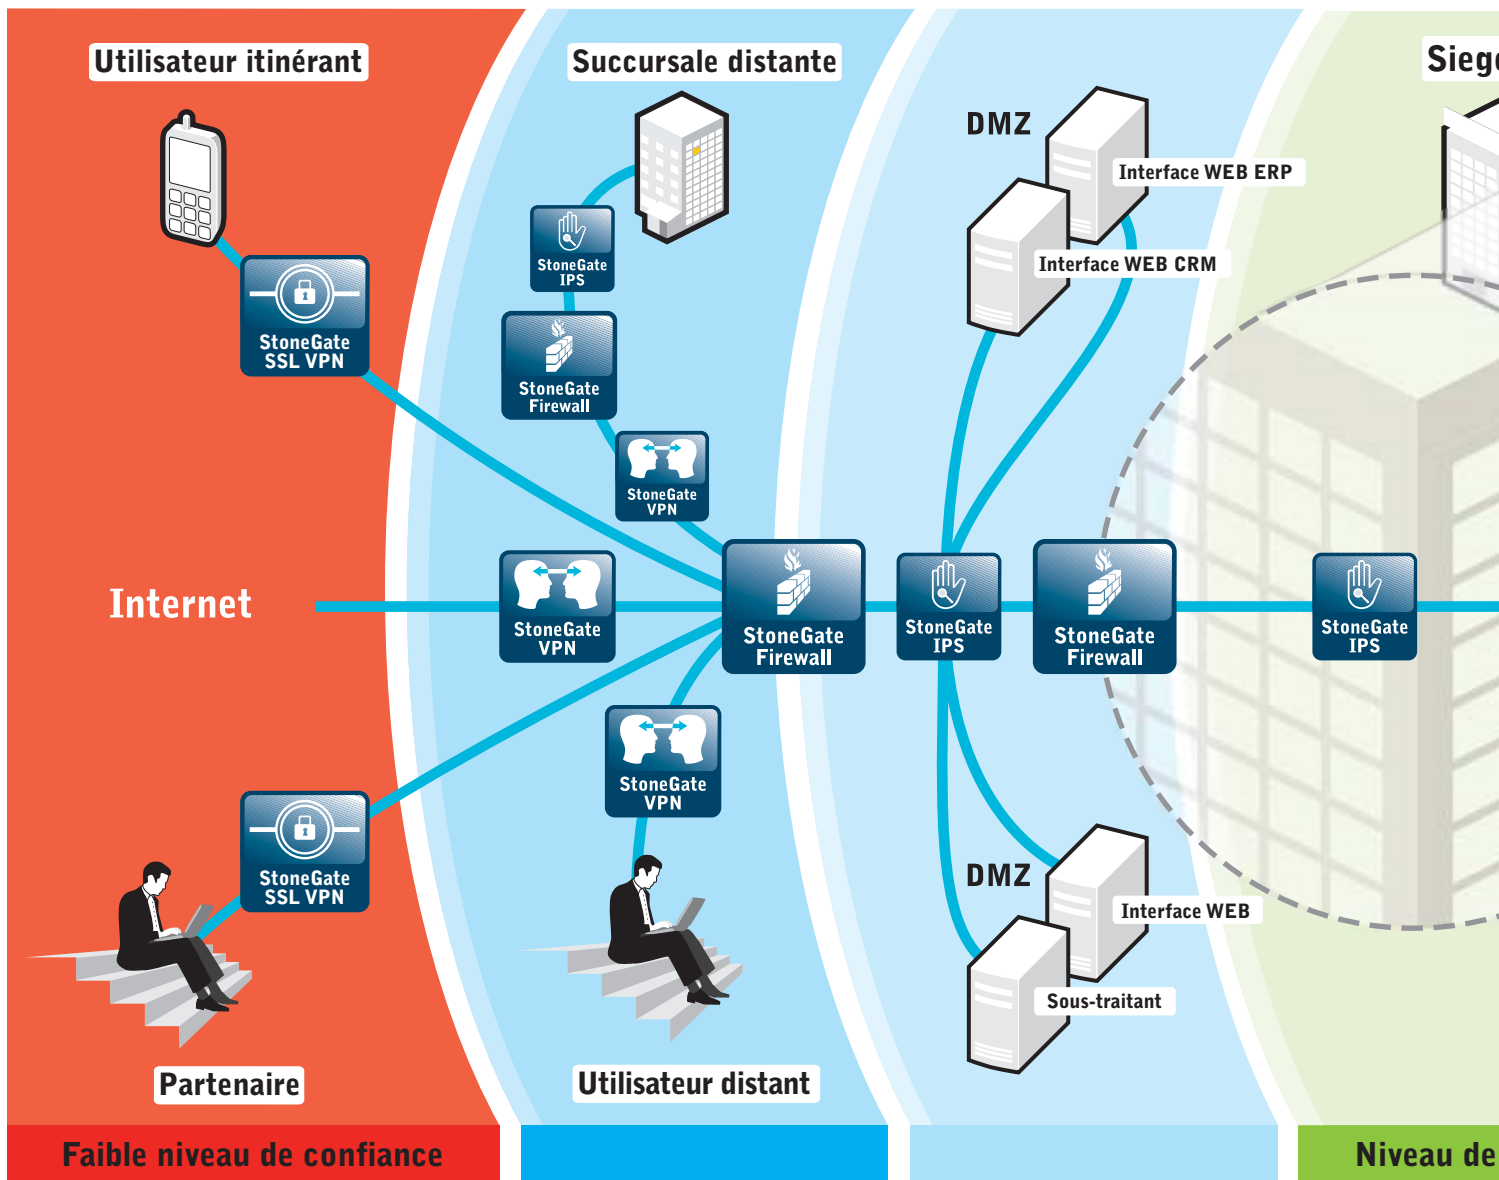 Utilisateur itinérant
Succursale distante
DMZ
Interface WEB ERP
Interface WEB CRM
StoneGate
IPS
StoneGate
SSL VPN
StoneGate
Firewall
StoneGate
VPN
Internet
StoneGate
VPN
StoneGate
Firewall
StoneGate
IPS
StoneGate
Firewall
StoneGate
IPS
StoneGate
VPN
StoneGate
SSL VPN
DMZ
Interface WEB
Sous-traitant
Partenaire
Utilisateur distant
Faible niveau de confiance
Niveau de